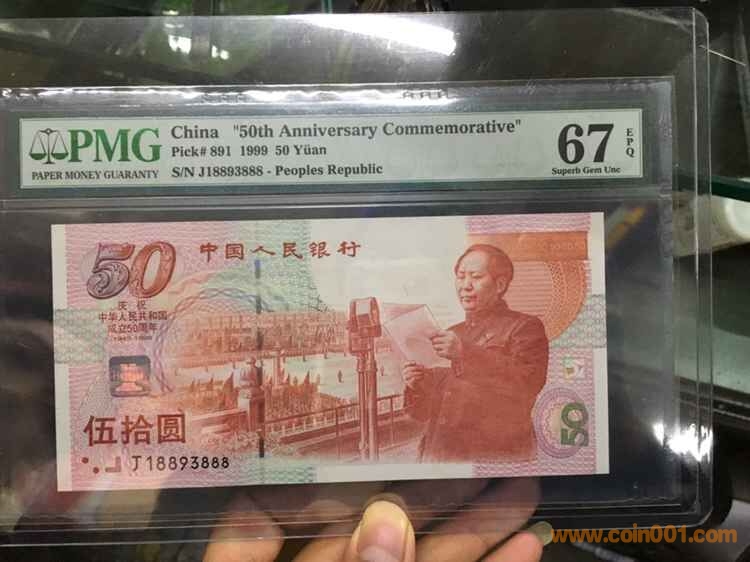 PMG
PAPER MONEY GUARANTY
China "50th Anniversary Commemorative"
Pick# 891 1999 50 Yüan
S/N J18893888 - Peoples Republic
67
EPQ
Superb Gem Unc
50
中国人民银行
庆祝
中华人民共和国
成立50周年
1949-1999
伍拾圆
J18893888
50
www.coin001.com